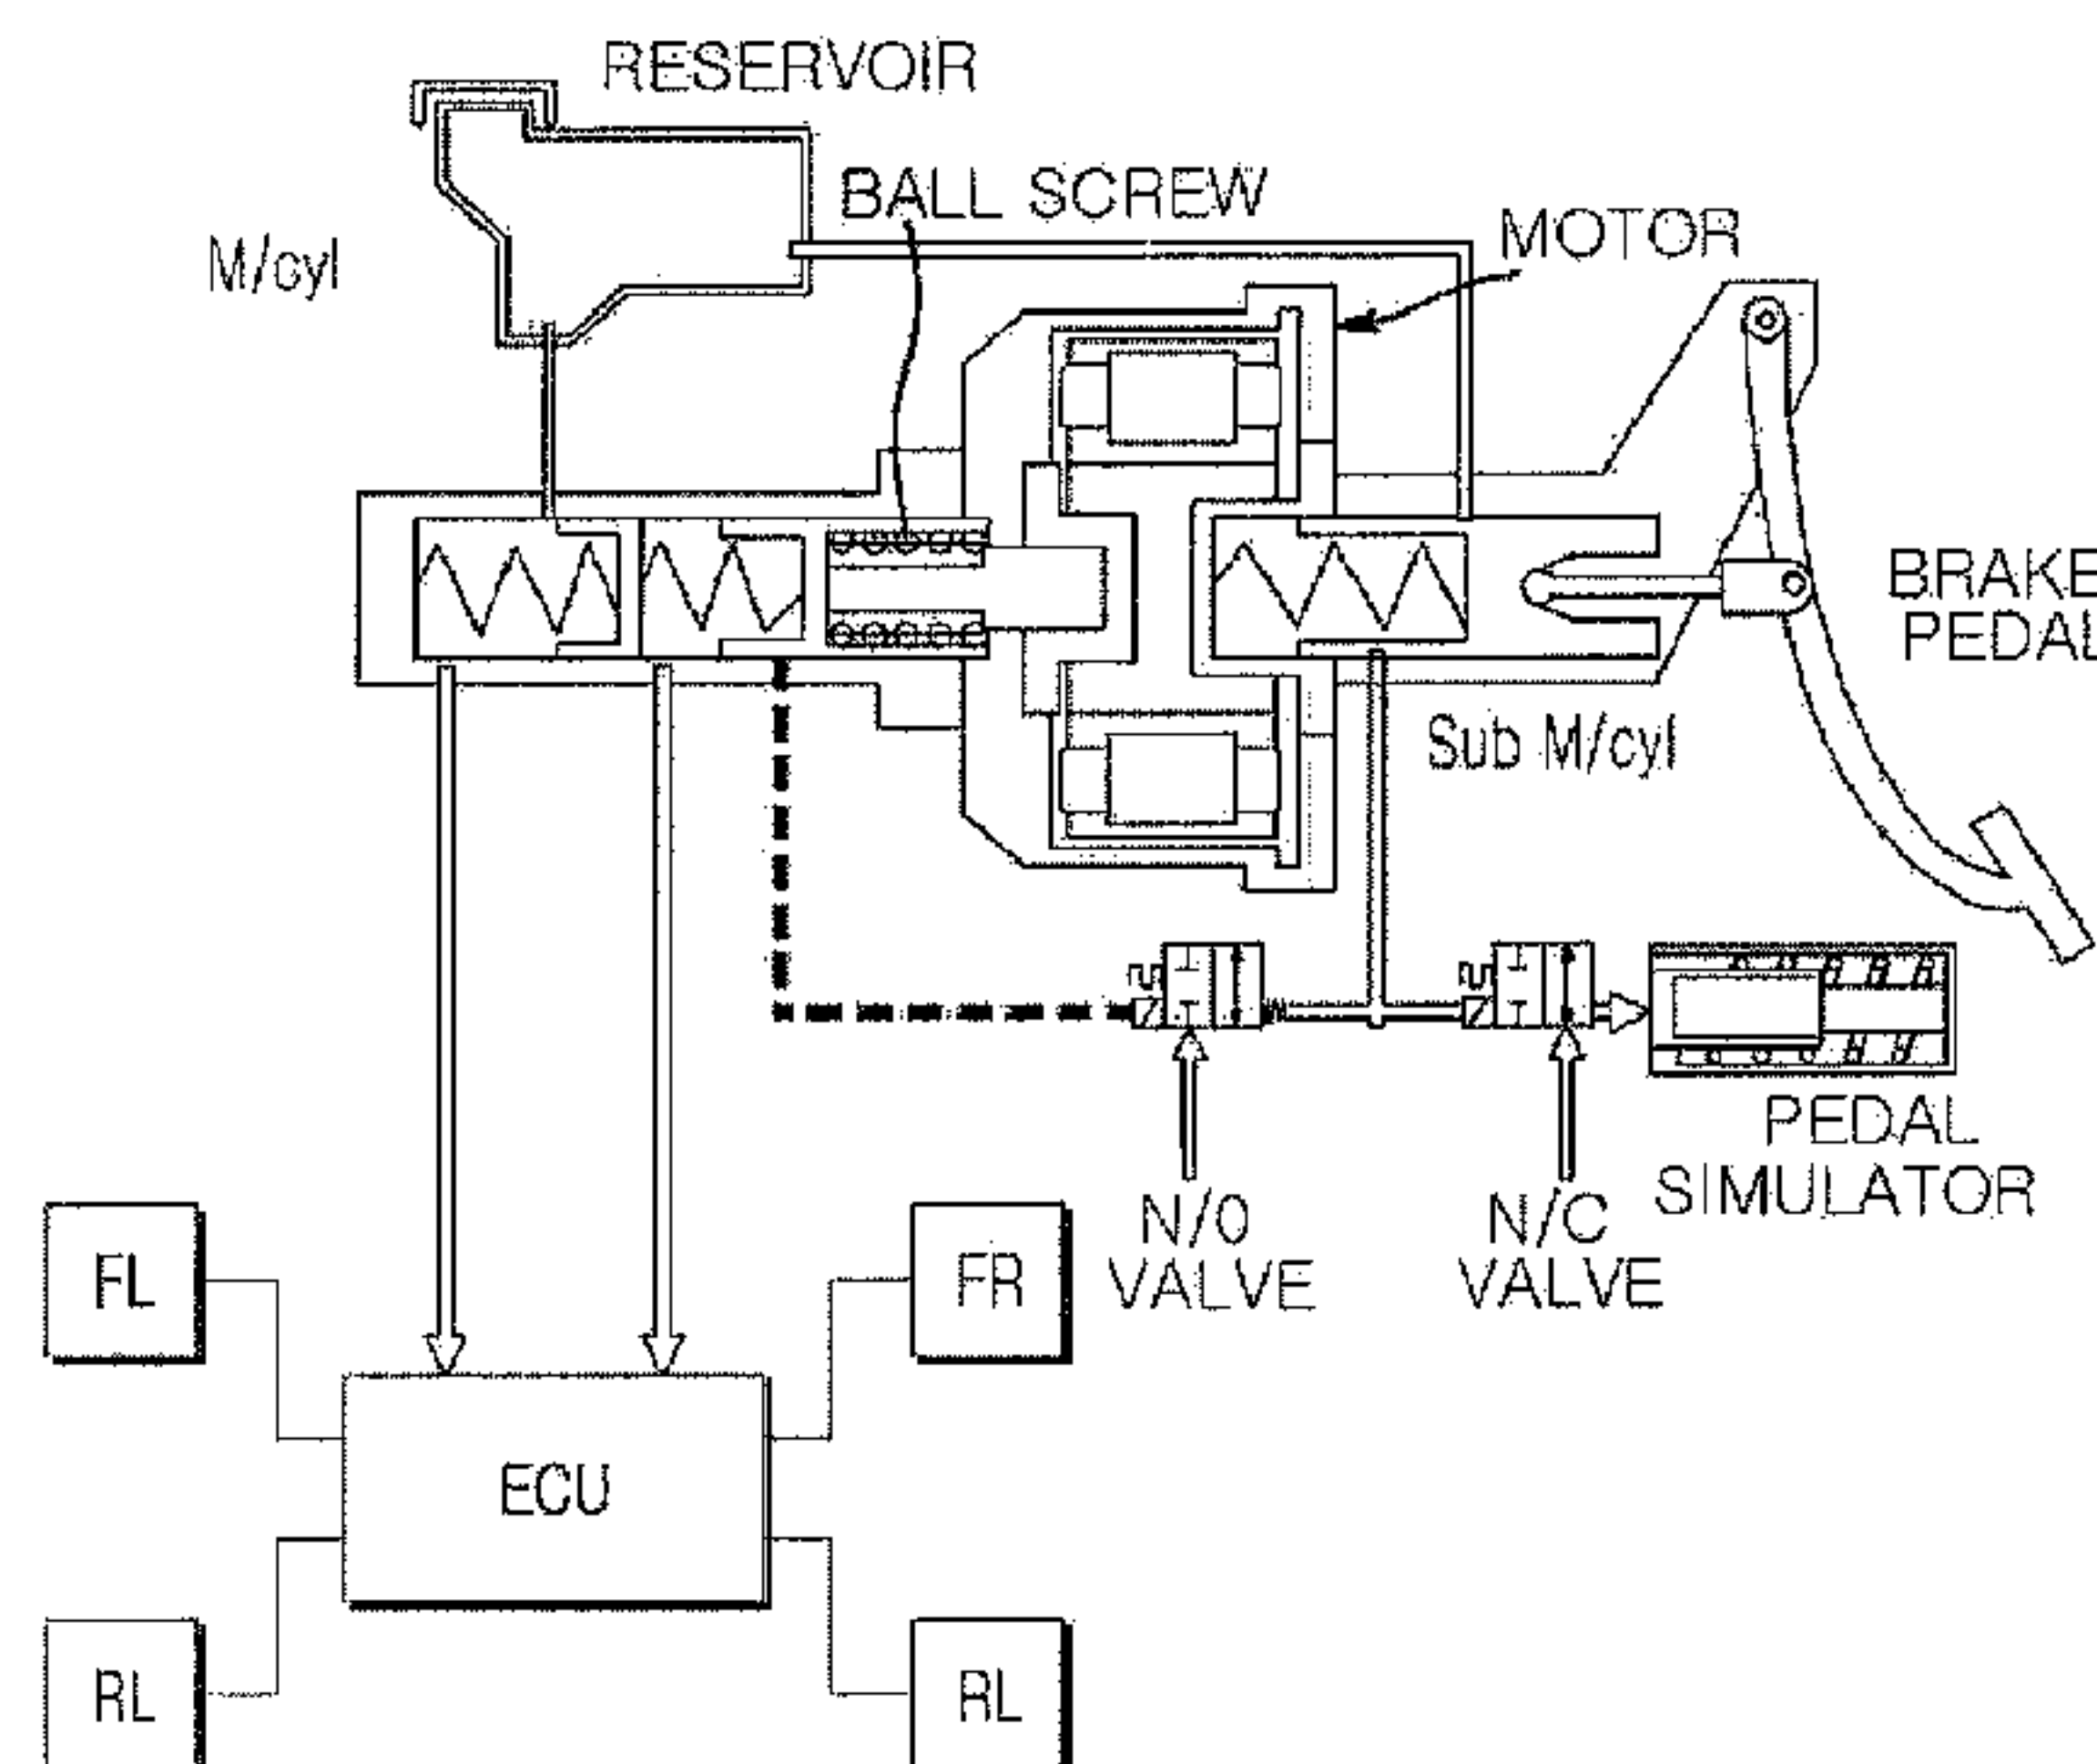 RESERVOIR
BALL SCREW
MOTOR
M/cyl
BRAKE
PEDAL
Sub M/cyl
PEDAL
SIMULATOR
N/0
VALVE
N/C
VALVE
FL
FR
ECU
RL
RL